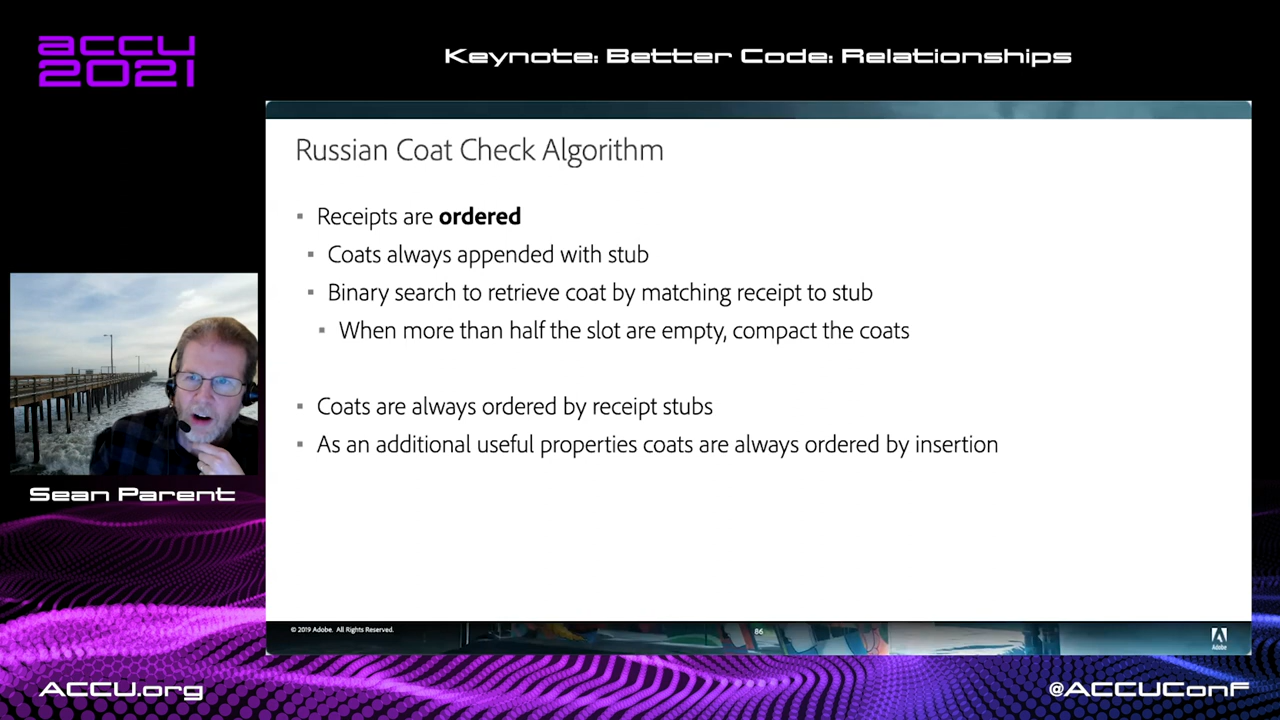 accu
2021
Keynote: Better Code: Relationships
Russian Coat Check Algorithm
Receipts are ordered
Coats always appended with stub
Binary search to retrieve coat by matching receipt to stub
When more than half the slot are empty, compact the coats
Coats are always ordered by receipt stubs
As an additional useful properties coats are always ordered by insertion
Sean Parent
© 2019 Adobe. All Rights Reserved.
86
Adobe
ACCU.org
@ACCUConf